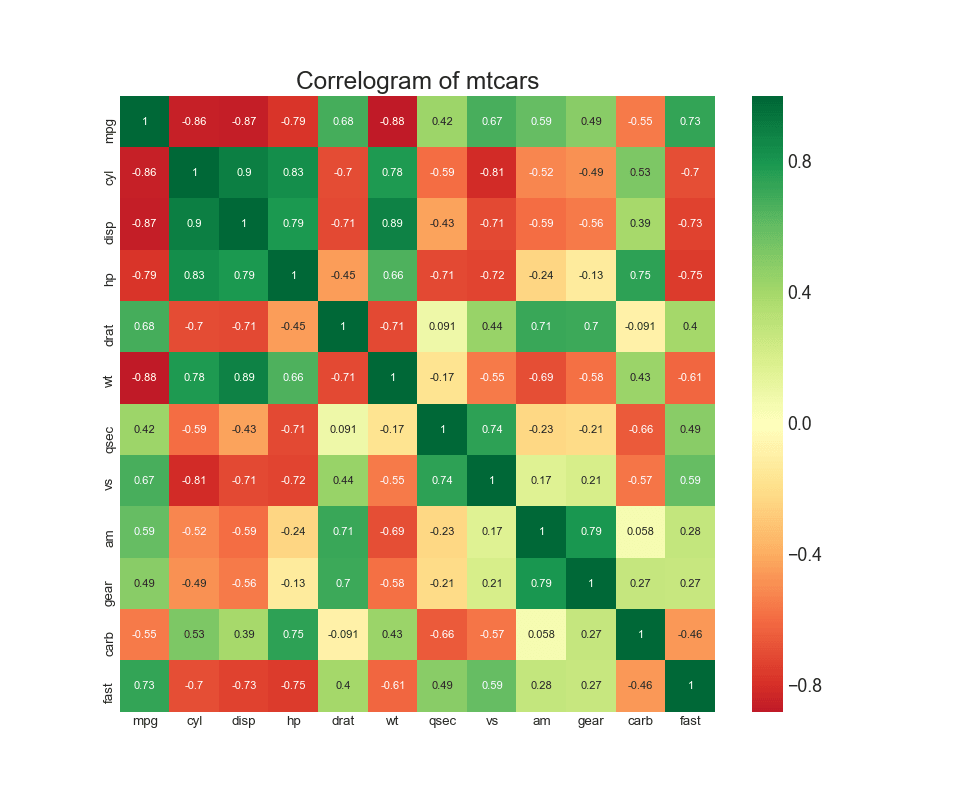 Correlogram of mtcars
mpg 1 -0.86 -0.87 -0.79 0.68 -0.88 0.42 0.67 0.59 0.49 -0.55 0.73
cyl -0.86 1 0.9 0.83 -0.7 0.78 -0.59 -0.81 -0.52 -0.49 0.53 -0.7
disp -0.87 0.9 1 0.79 -0.71 0.89 -0.43 -0.71 -0.59 -0.56 0.39 -0.73
hp -0.79 0.83 0.79 1 -0.45 0.66 -0.71 -0.72 -0.24 -0.13 0.75 -0.75
drat 0.68 -0.7 -0.71 -0.45 1 -0.71 0.091 0.44 0.71 0.7 -0.091 0.4
wt -0.88 0.78 0.89 0.66 -0.71 1 -0.17 -0.55 -0.69 -0.58 0.43 -0.61
qsec 0.42 -0.59 -0.43 -0.71 0.091 -0.17 1 0.74 -0.23 -0.21 -0.66 0.49
vs 0.67 -0.81 -0.71 -0.72 0.44 -0.55 0.74 1 0.17 0.21 -0.57 0.59
am 0.59 -0.52 -0.59 -0.24 0.71 -0.69 -0.23 0.17 1 0.79 0.058 0.28
gear 0.49 -0.49 -0.56 -0.13 0.7 -0.58 -0.21 0.21 0.79 1 0.27 0.27
carb -0.55 0.53 0.39 0.75 -0.091 0.43 -0.66 -0.57 0.058 0.27 1 -0.46
fast 0.73 -0.7 -0.73 -0.75 0.4 -0.61 0.49 0.59 0.28 0.27 -0.46 1
mpg cyl disp hp drat wt qsec vs am gear carb fast
0.8
0.4
0.0
−0.4
−0.8